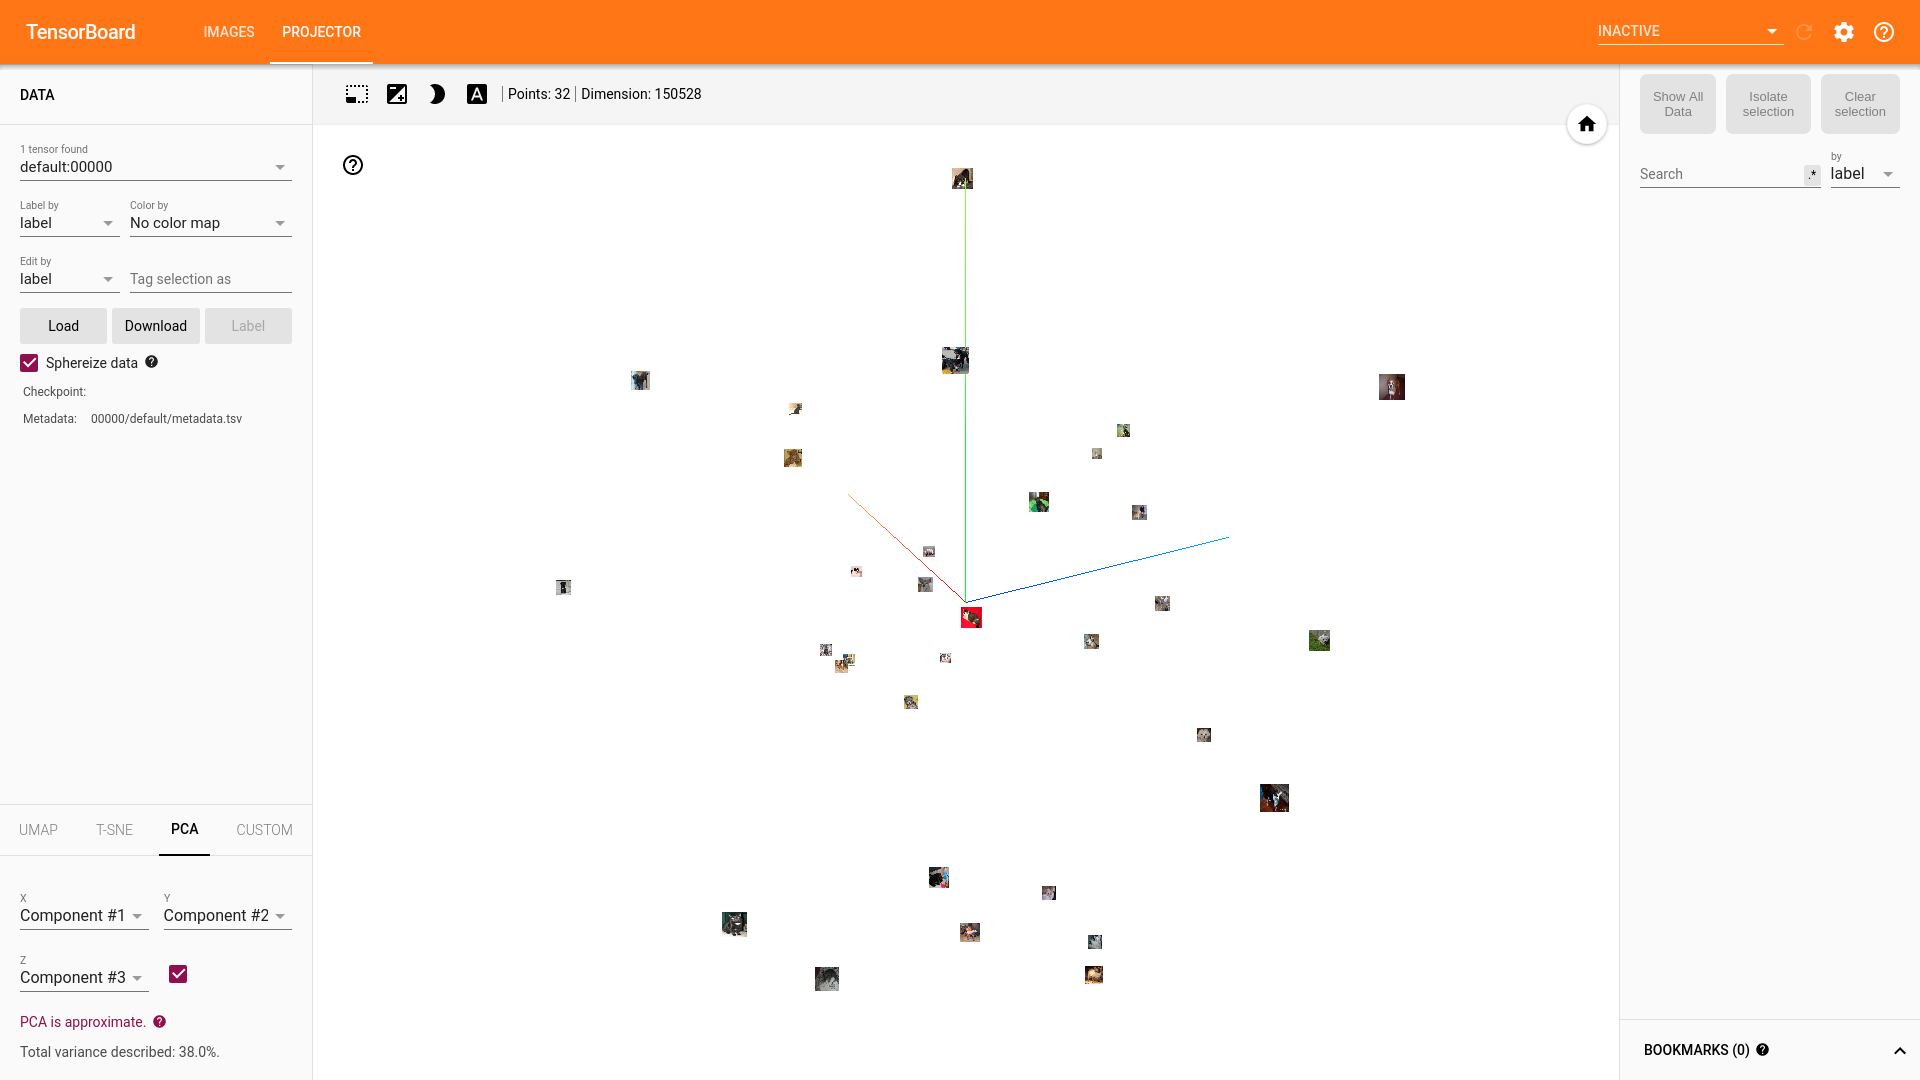 TensorBoard
IMAGES
PROJECTOR
INACTIVE
DATA
1 tensor found
default:00000
Label by
label
Color by
No color map
Edit by
label
Tag selection as
Load
Download
Label
Sphereize data
Checkpoint:
Metadata: 00000/default/metadata.tsv
UMAP
T-SNE
PCA
CUSTOM
X
Component #1
Y
Component #2
Z
Component #3
PCA is approximate.
Total variance described: 38.0%.
A
Points: 32
Dimension: 150528
Show All
Data
Isolate
selection
Clear
selection
Search
.*
by
label
BOOKMARKS (0)